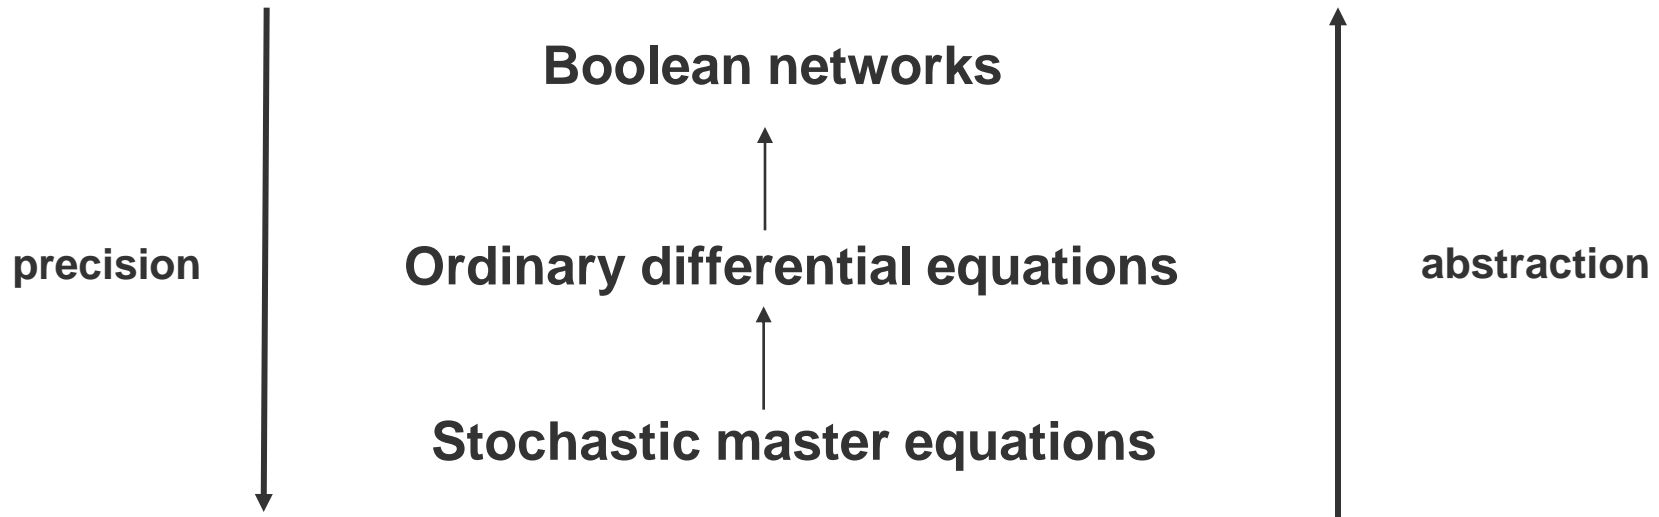 Boolean networks
precision
Ordinary differential equations
abstraction
Stochastic master equations